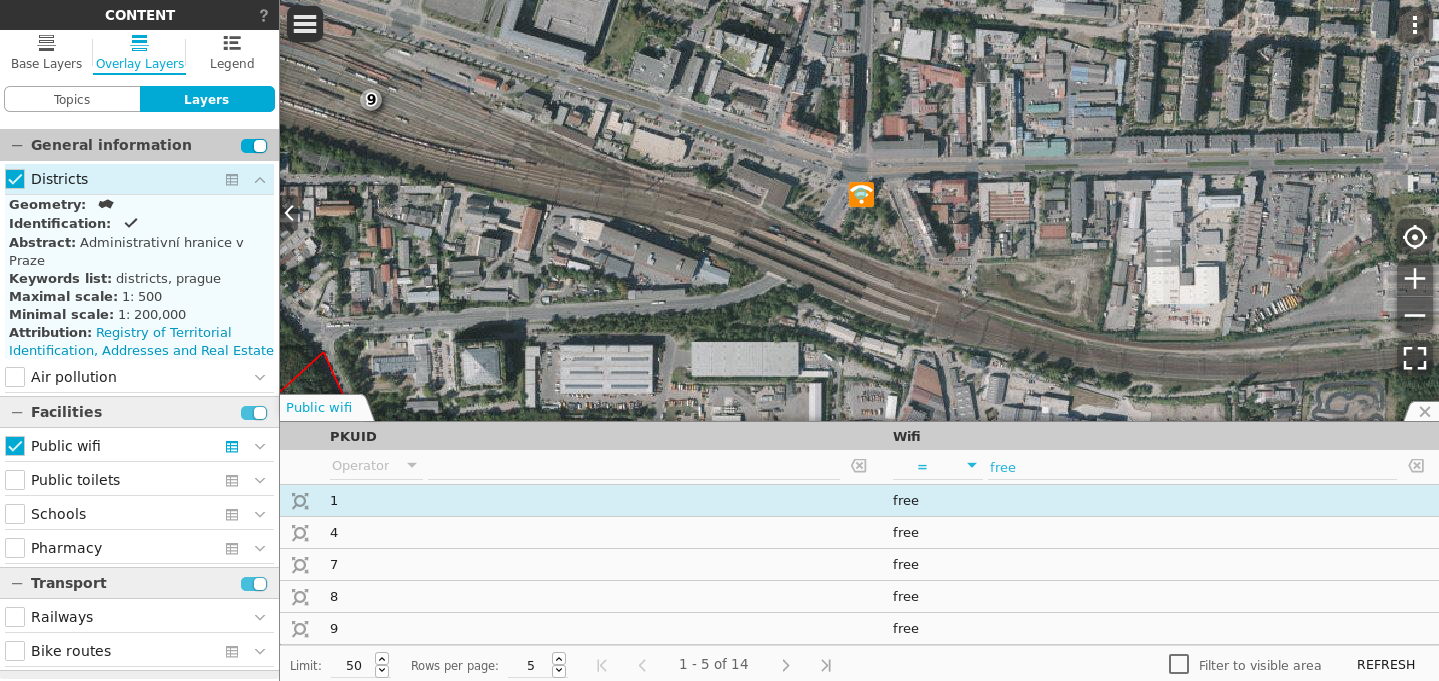 CONTENT
?
Base Layers
Overlay Layers
Legend
Topics
Layers
General information
Districts
Geometry:
Identification:
Abstract: Administrativní hranice v
Praze
Keywords list: districts, prague
Maximal scale: 1: 500
Minimal scale: 1: 200,000
Attribution: Registry of Territorial
Identification, Addresses and Real Estate
Air pollution
Facilities
Public wifi
Public toilets
Schools
Pharmacy
Transport
Railways
Bike routes
9
Public wifi
PKUID Wifi
Operator = free
1 free
4 free
7 free
8 free
9 free
Limit: 50 Rows per page: 5 1 - 5 of 14 Filter to visible area REFRESH